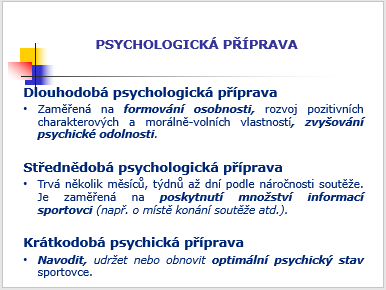 PSYCHOLOGICKÁ PŘÍPRAVA
Dlouhodobá psychologická příprava
• Zaměřená na formování osobnosti, rozvoj pozitivních
charakterových a morálně-volních vlastností, zvyšování
psychické odolnosti.
Střednědobá psychologická příprava
• Trvá několik měsíců, týdnů až dní podle náročnosti soutěže.
Je zaměřená na poskytnutí množství informací
sportovci (např. o místě konání soutěže atd.).
Krátkodobá psychická příprava
• Navodit, udržet nebo obnovit optimální psychický stav
sportovce.